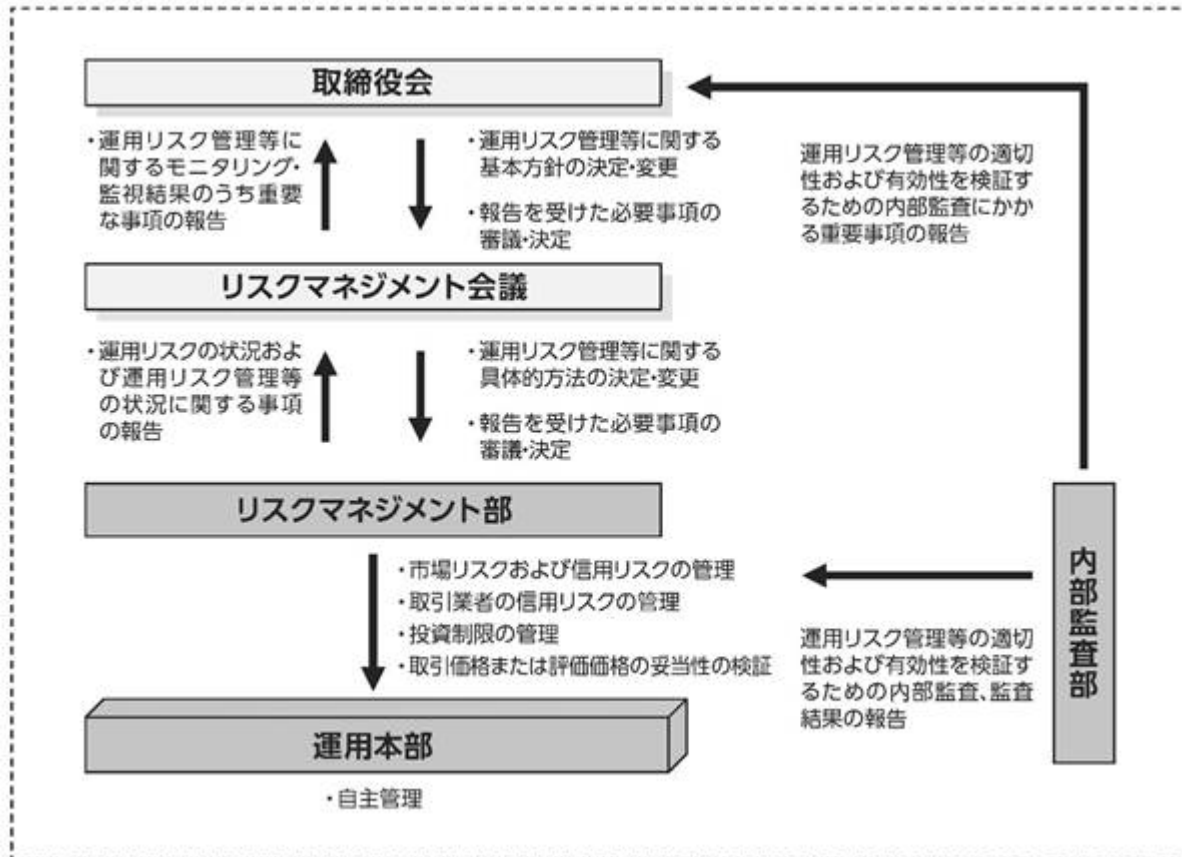 取締役会
・運用リスク管理等に
関するモニタリング・
監視結果のうち重要
な事項の報告
・運用リスク管理等に関する
基本方針の決定・変更
・報告を受けた必要事項の
審議・決定
運用リスク管理等の適切
性および有効性を検証す
るための内部監査にかか
る重要事項の報告
リスクマネジメント会議
・運用リスクの状況およ
び運用リスク管理等
の状況に関する事項
の報告
・運用リスク管理等に関する
具体的方法の決定・変更
・報告を受けた必要事項の
審議・決定
リスクマネジメント部
・市場リスクおよび信用リスクの管理
・取引業者の信用リスクの管理
・投資制限の管理
・取引価格または評価価格の妥当性の検証
運用リスク管理等の適切
性および有効性を検証す
るための内部監査、監査
結果の報告
内部監査部
運用本部
・自主管理